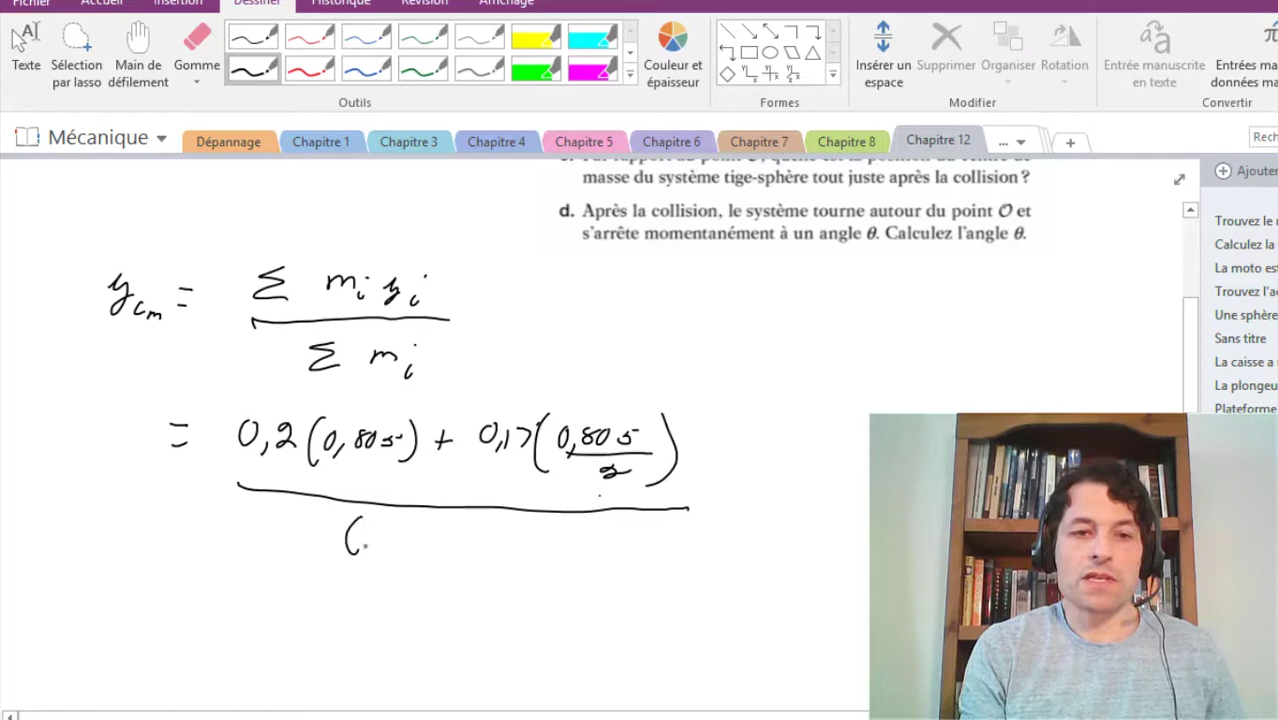 Fichier Accueil Insertion Dessiner Historique Révision Affichage
Texte
Sélection par lasso
Main de défilement
Gomme
Couleur et épaisseur
Insérer un espace
Supprimer
Organiser
Rotation
Entrée manuscrite en texte
Outils
Formes
Modifier
Convertir
Mécanique
Dépannage
Chapitre 1
Chapitre 3
Chapitre 4
Chapitre 5
Chapitre 6
Chapitre 7
Chapitre 8
Chapitre 12
...
masse du système tige-sphère tout juste après la collision ?
d. Après la collision, le système tourne autour du point O et
s'arrête momentanément à un angle θ. Calculez l'angle θ.
y_cm = Σ m_i y_i / Σ m_i
= 0,2(0,805) + 0,17(0,805/2)
(
Ajouter
Trouvez le
Calculez la
La moto es
Trouvez l'a
Une sphère
Sans titre
La caisse a
La plongeu
Plateforme